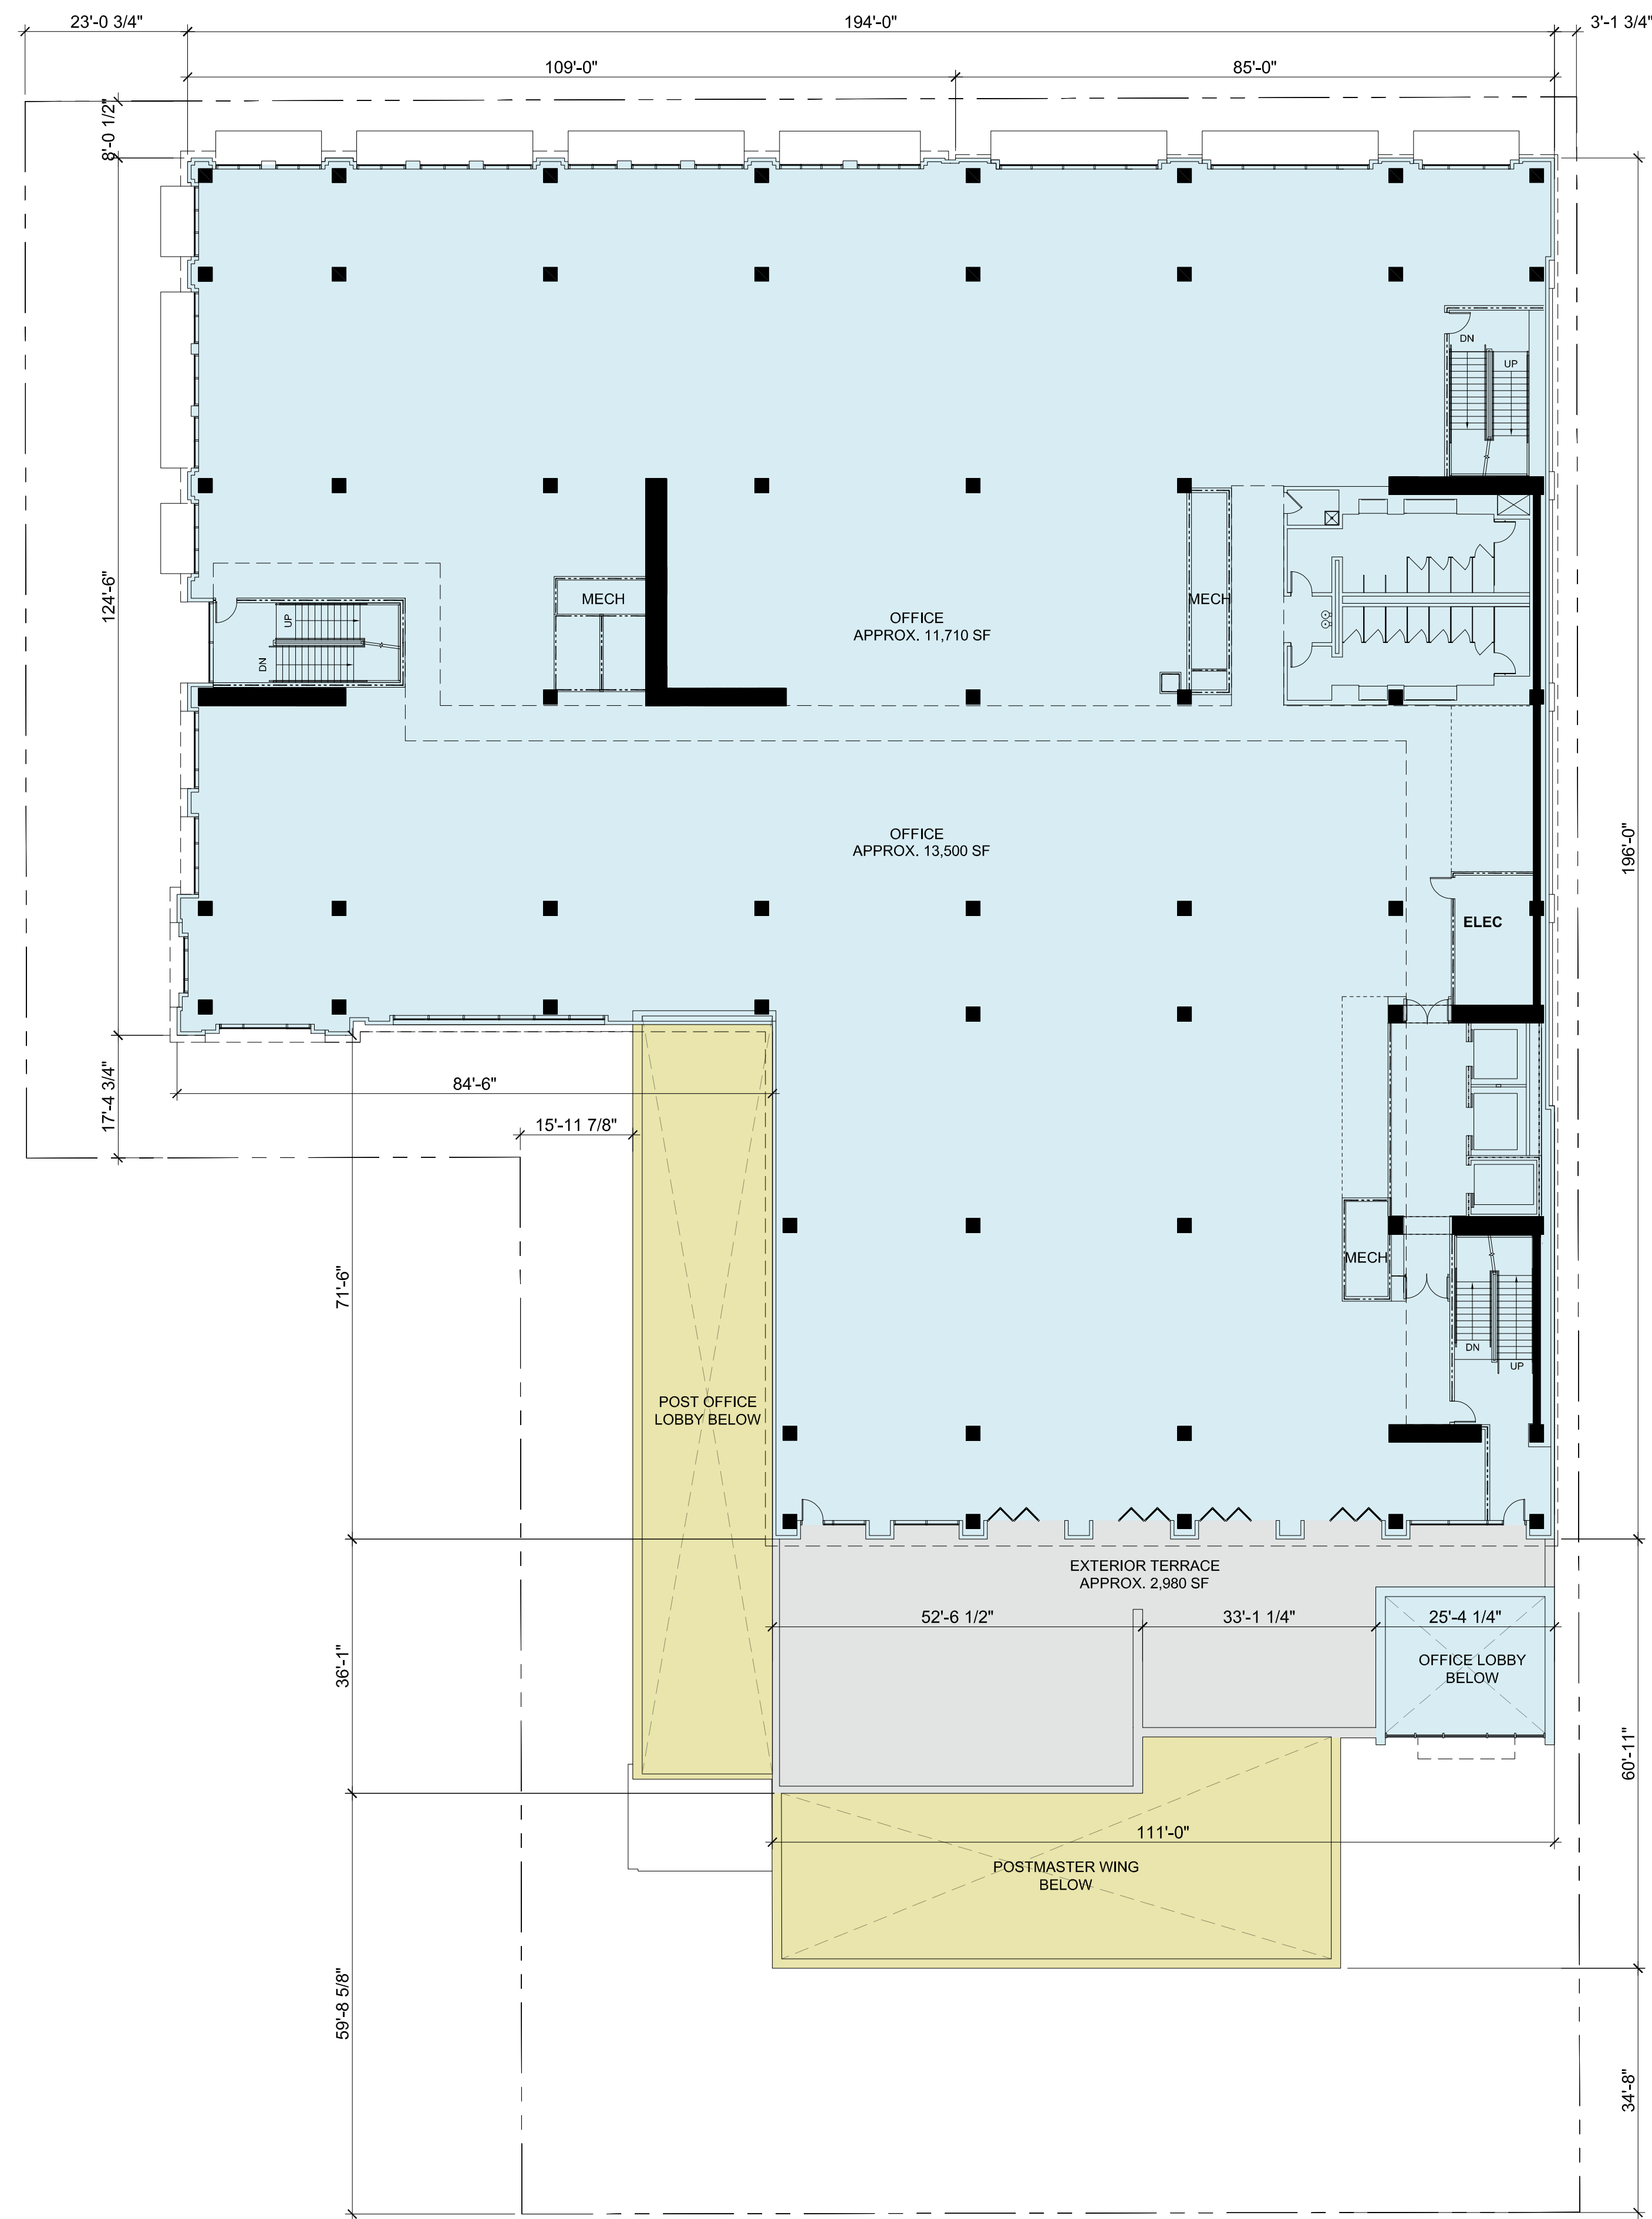 23'-0 3/4"
194'-0"
3'-1 3/4"
109'-0"
85'-0"
8'-0 1/2"
DN
UP
124'-6"
MECH
MECH
OFFICE
APPROX. 11,710 SF
UP
DN
OFFICE
APPROX. 13,500 SF
196'-0"
ELEC
17'-4 3/4"
84'-6"
15'-11 7/8"
71'-6"
MECH
DN
UP
POST OFFICE
LOBBY BELOW
EXTERIOR TERRACE
APPROX. 2,980 SF
52'-6 1/2"
33'-1 1/4"
25'-4 1/4"
36'-1"
OFFICE LOBBY
BELOW
60'-11"
111'-0"
POSTMASTER WING
BELOW
59'-8 5/8"
34'-8"